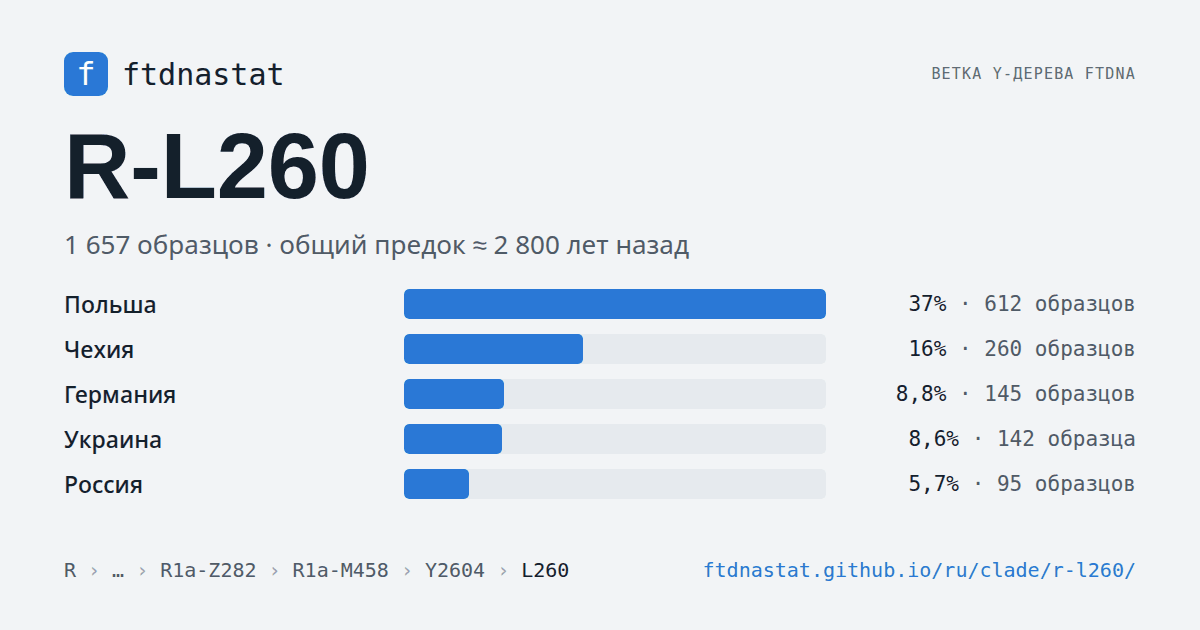 f ftdnastat
ВЕТКА Y-ДЕРЕВА FTDNA
R-L260
1 657 образцов · общий предок ≈ 2 800 лет назад
Польша 37% · 612 образцов
Чехия 16% · 260 образцов
Германия 8,8% · 145 образцов
Украина 8,6% · 142 образца
Россия 5,7% · 95 образцов
R › … › R1a-Z282 › R1a-M458 › Y2604 › L260
ftdnastat.github.io/ru/clade/r-l260/